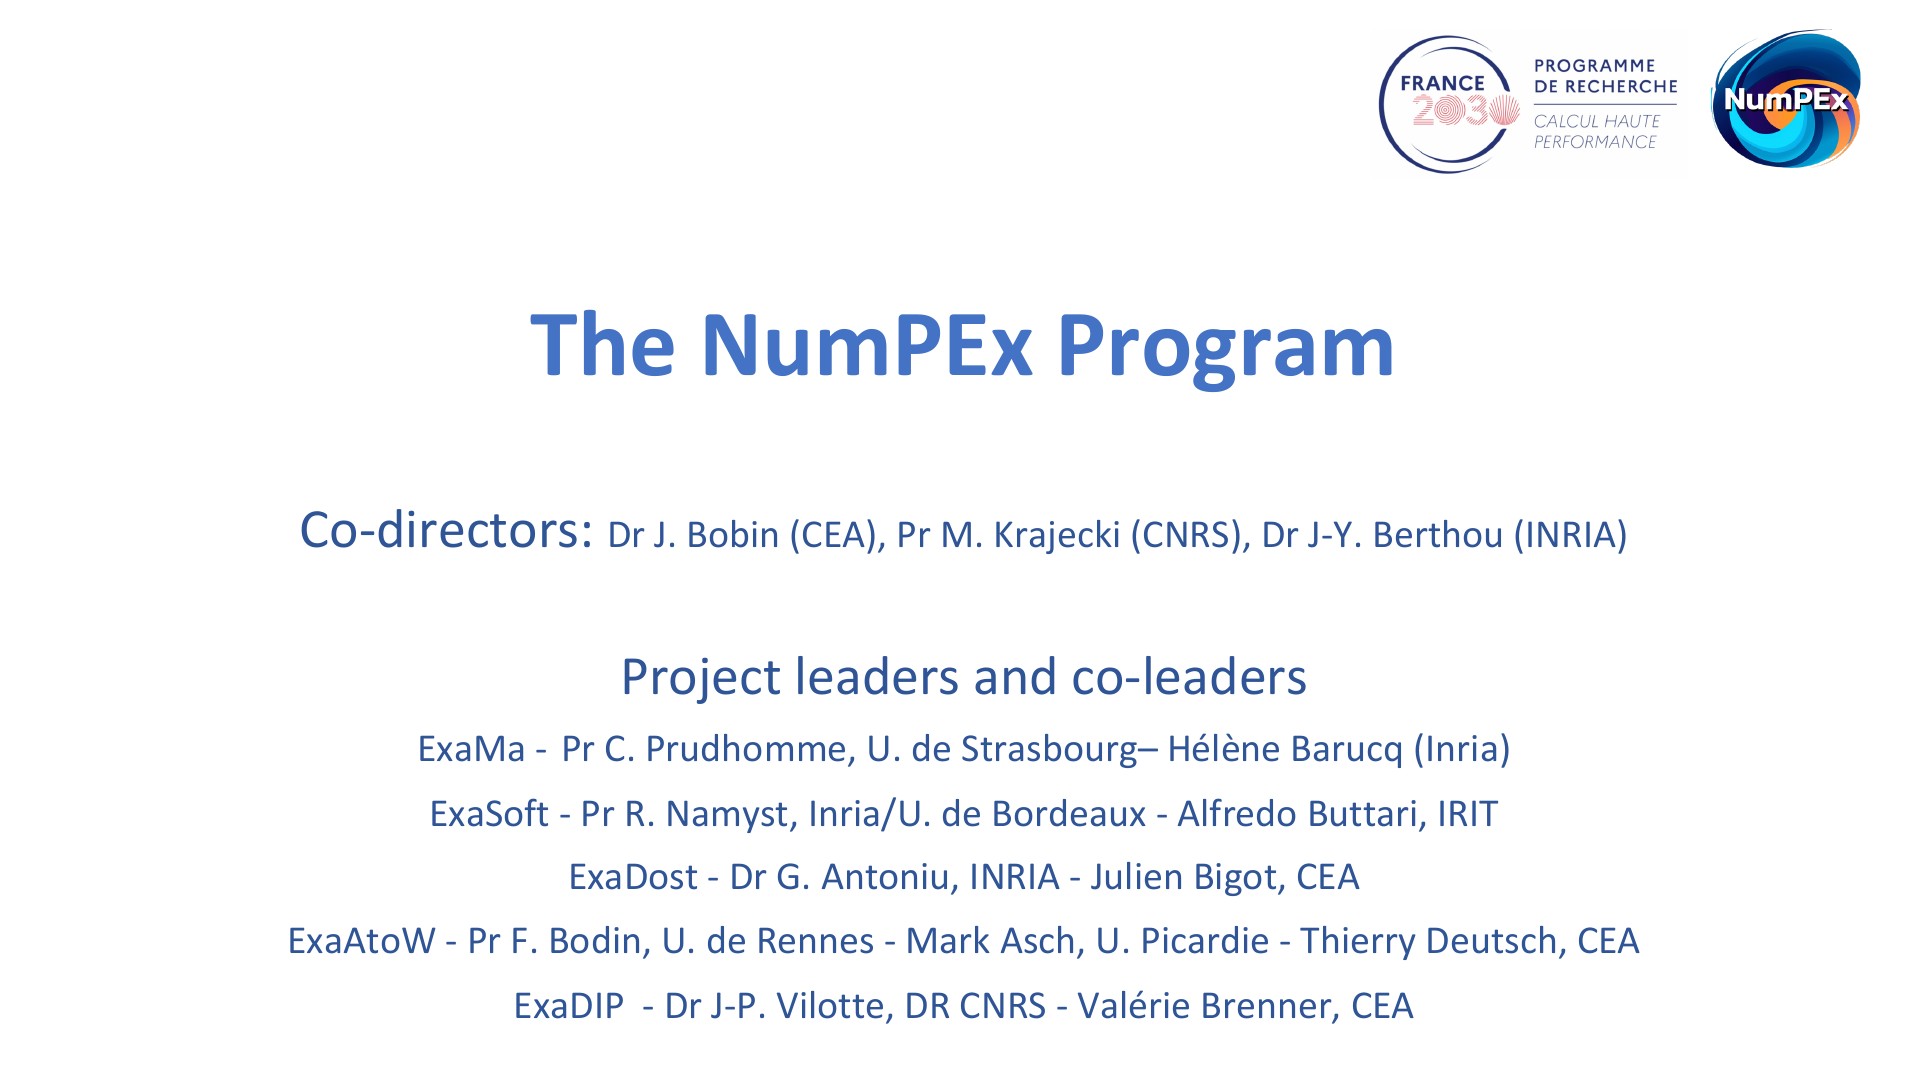 FRANCE
2030
PROGRAMME
DE RECHERCHE
CALCUL HAUTE
PERFORMANCE
NumPEx
The NumPEx Program
Co-directors: Dr J. Bobin (CEA), Pr M. Krajecki (CNRS), Dr J-Y. Berthou (INRIA)
Project leaders and co-leaders
ExaMa - Pr C. Prudhomme, U. de Strasbourg– Hélène Barucq (Inria)
ExaSoft - Pr R. Namyst, Inria/U. de Bordeaux - Alfredo Buttari, IRIT
ExaDost - Dr G. Antoniu, INRIA - Julien Bigot, CEA
ExaAtoW - Pr F. Bodin, U. de Rennes - Mark Asch, U. Picardie - Thierry Deutsch, CEA
ExaDIP - Dr J-P. Vilotte, DR CNRS - Valérie Brenner, CEA